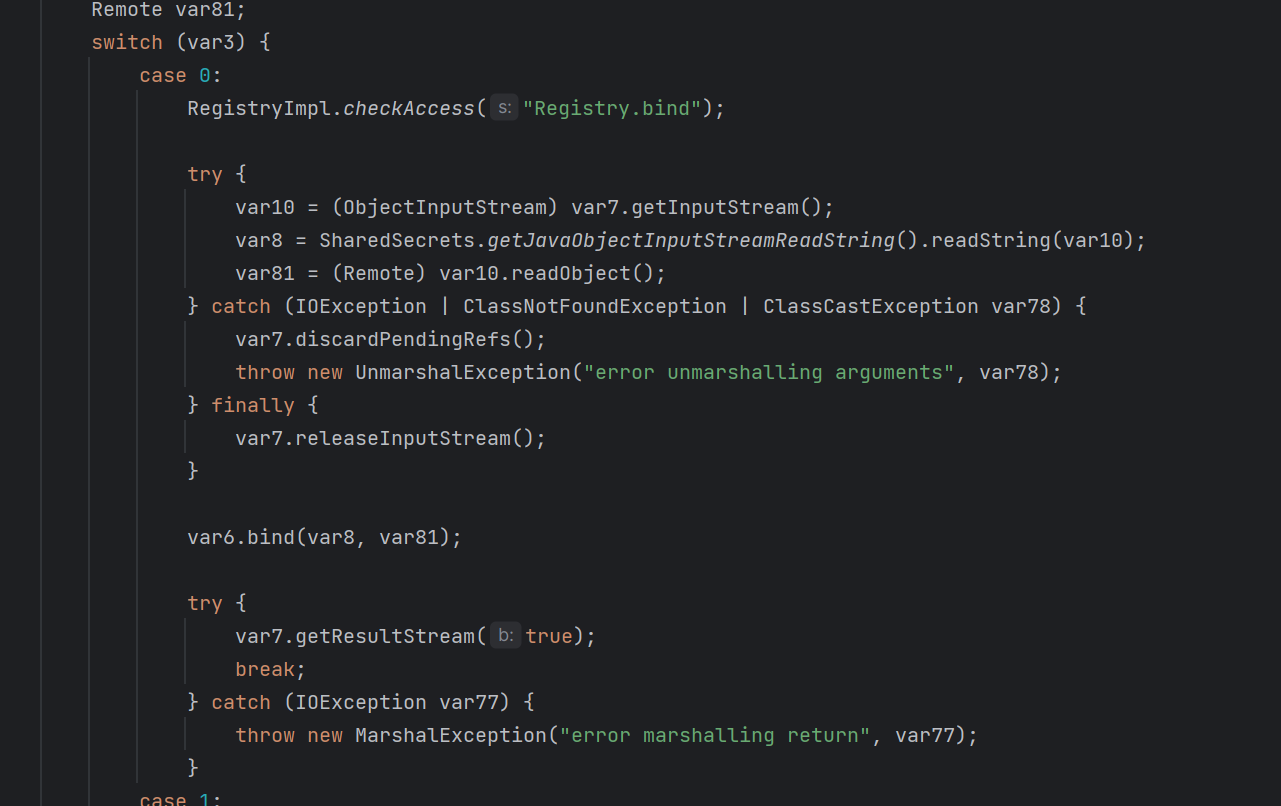 Remote var81;
switch (var3) {
case 0:
RegistryImpl.checkAccess( s: "Registry.bind");
try {
var10 = (ObjectInputStream) var7.getInputStream();
var8 = SharedSecrets.getJavaObjectInputStreamReadString().readString(var10);
var81 = (Remote) var10.readObject();
} catch (IOException | ClassNotFoundException | ClassCastException var78) {
var7.discardPendingRefs();
throw new UnmarshalException("error unmarshalling arguments", var78);
} finally {
var7.releaseInputStream();
}
var6.bind(var8, var81);
try {
var7.getResultStream( b: true);
break;
} catch (IOException var77) {
throw new MarshalException("error marshalling return", var77);
}
case 1: